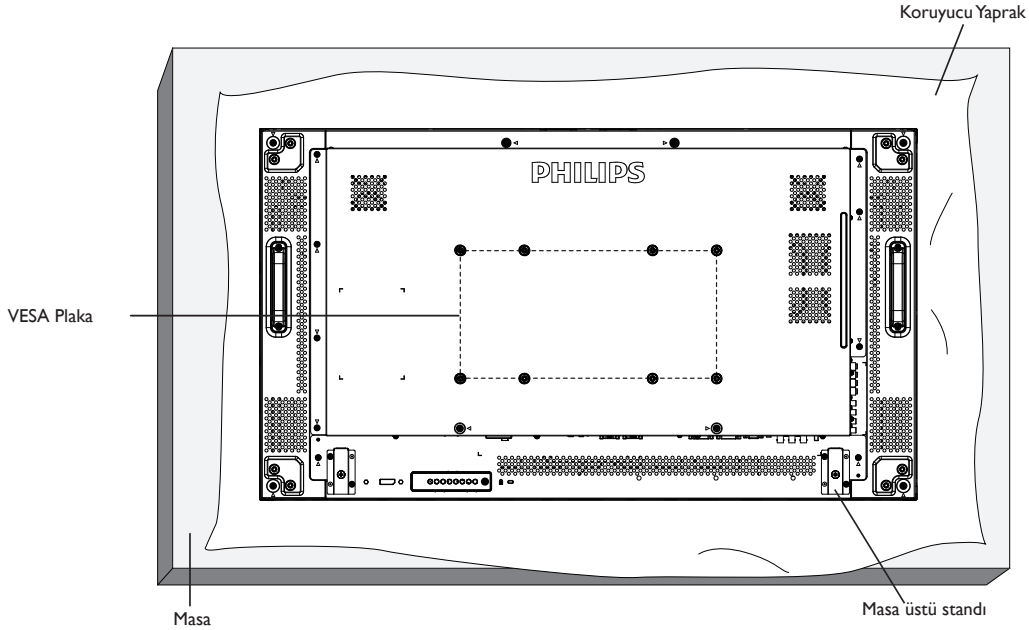 Koruyucu Yaprak
PHILIPS
VESA Plaka
Masa üstü standı
Masa